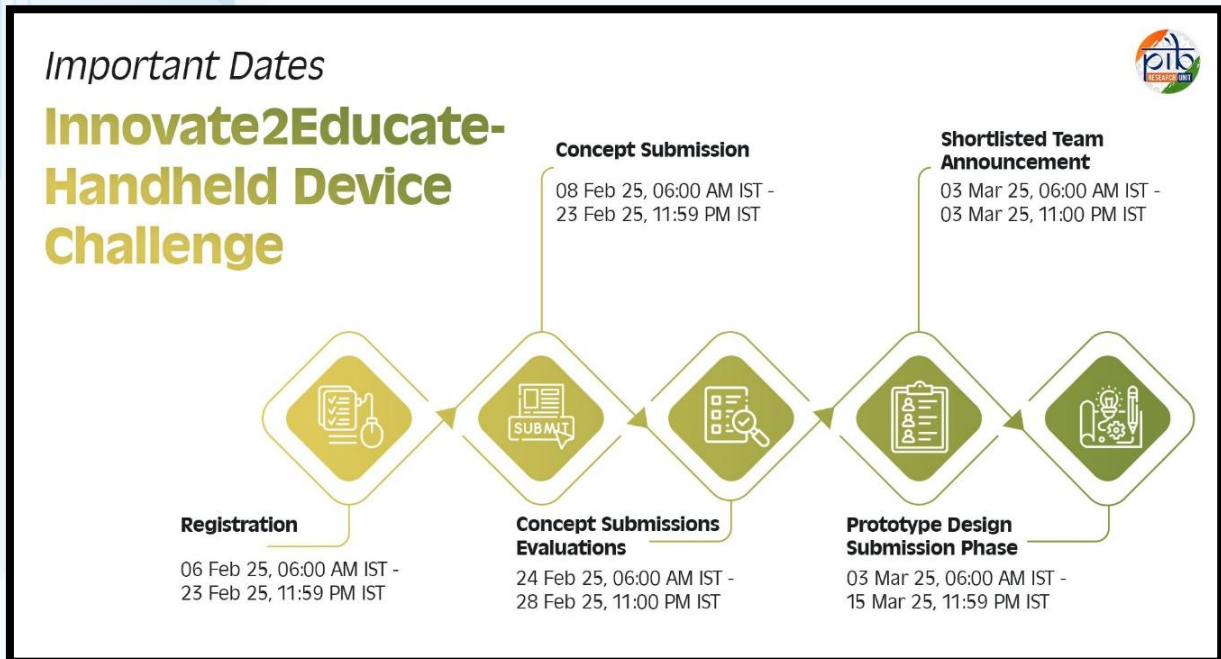 Important Dates
Innovate2Educate-
Handheld Device
Challenge
pib
RESEARCH UNIT
Concept Submission
08 Feb 25, 06:00 AM IST -
23 Feb 25, 11:59 PM IST
Shortlisted Team
Announcement
03 Mar 25, 06:00 AM IST -
03 Mar 25, 11:00 PM IST
SUBMIT
Registration
06 Feb 25, 06:00 AM IST -
23 Feb 25, 11:59 PM IST
Concept Submissions
Evaluations
24 Feb 25, 06:00 AM IST -
28 Feb 25, 11:00 PM IST
Prototype Design
Submission Phase
03 Mar 25, 06:00 AM IST -
15 Mar 25, 11:59 PM IST